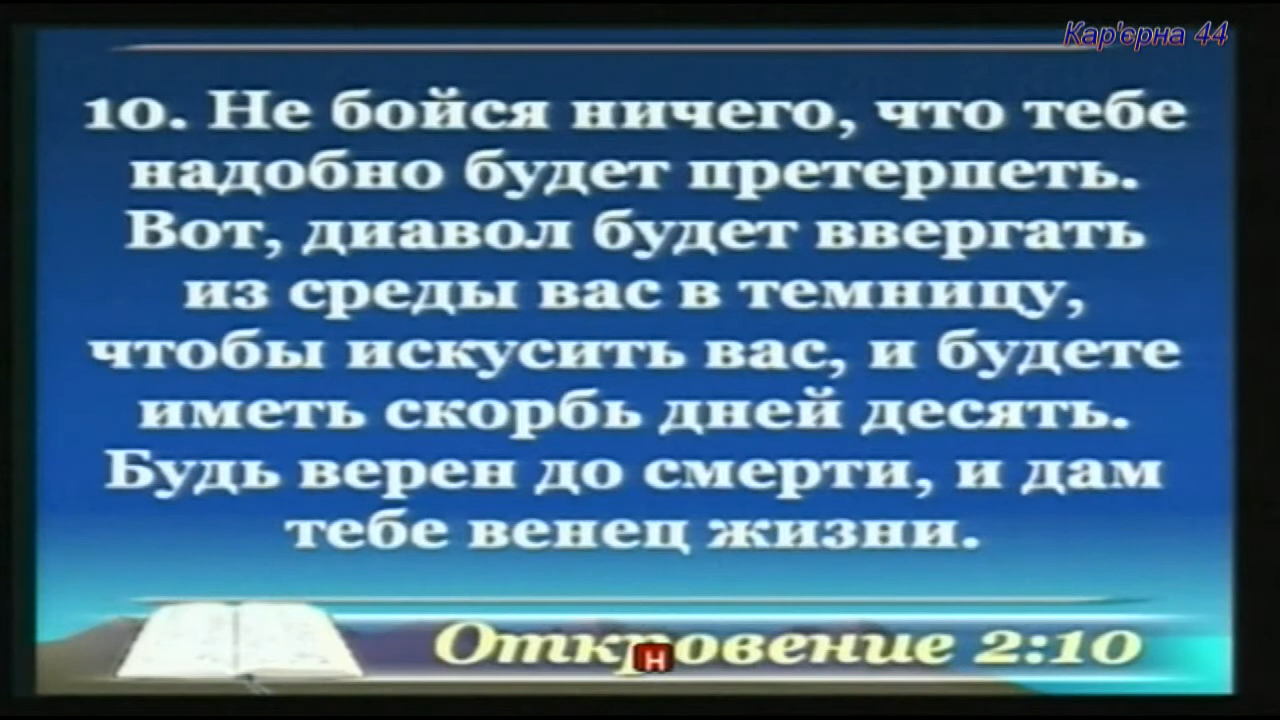 Кар'єрна 44
10. Не бойся ничего, что тебе
надобно будет претерпеть.
Вот, диавол будет ввергать
из среды вас в темницу,
чтобы искусить вас, и будете
иметь скорбь дней десять.
Будь верен до смерти, и дам
тебе венец жизни.
Откровение 2:10
н